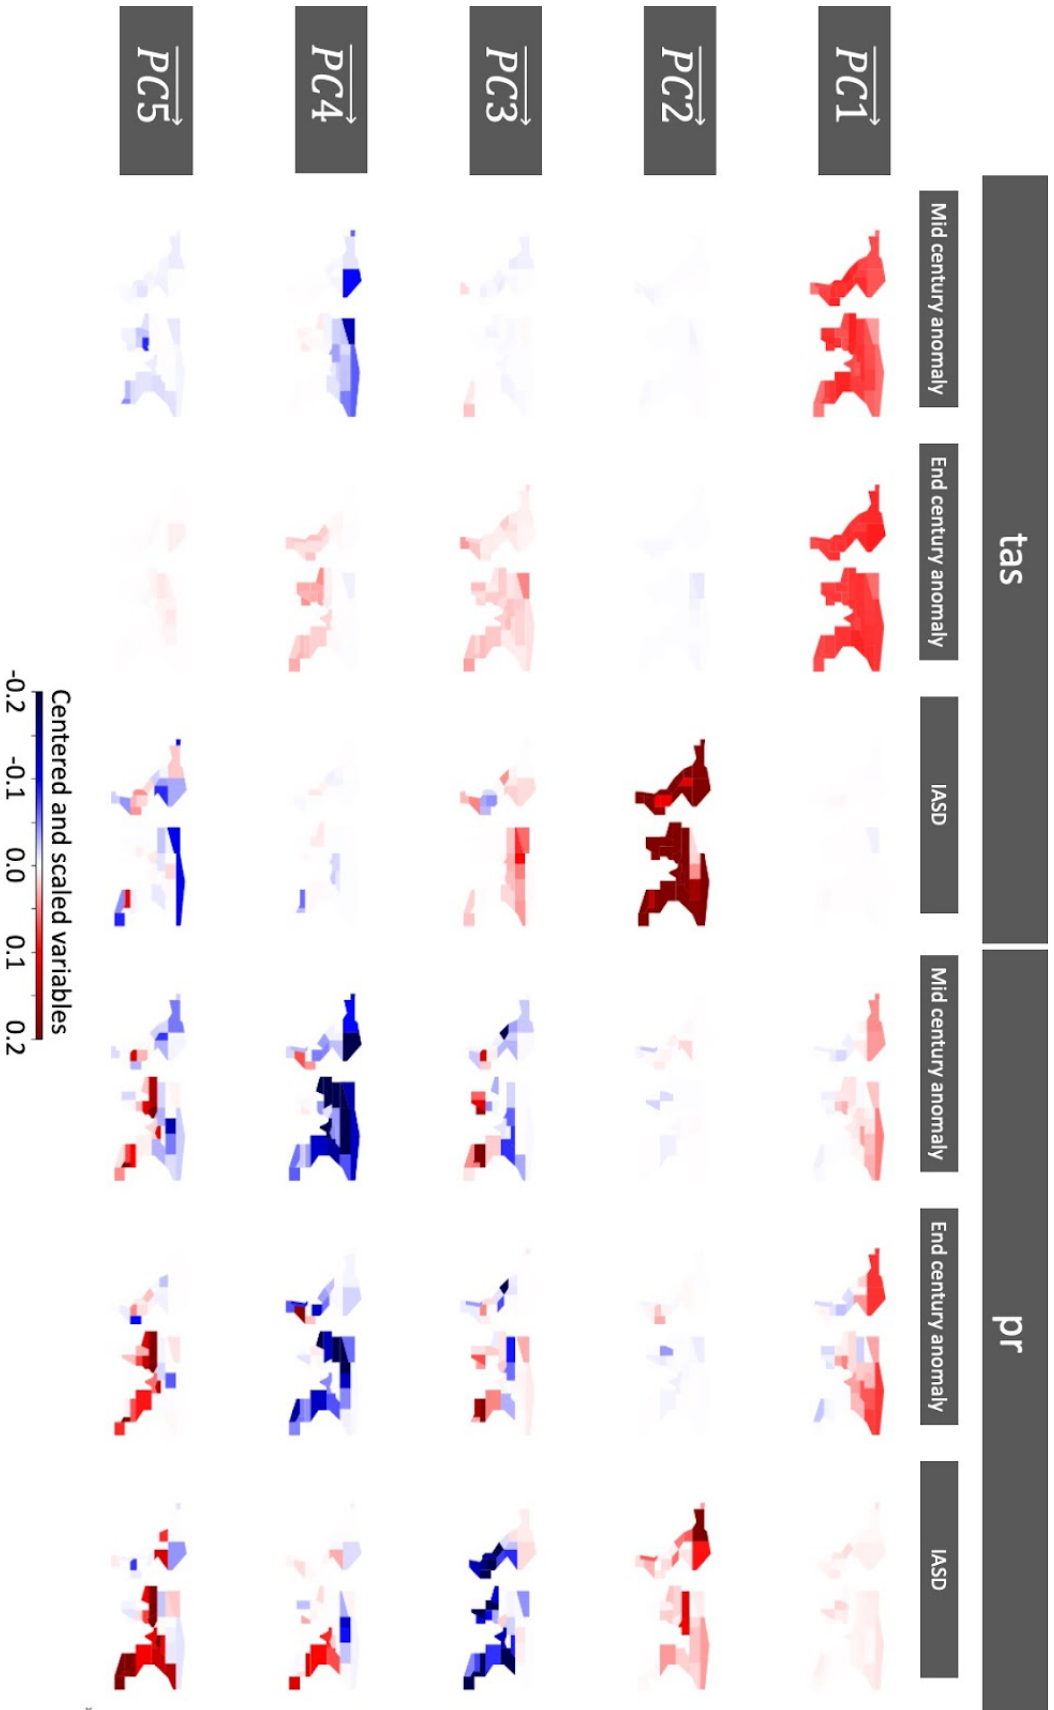 tas
pr
Mid century anomaly
End century anomaly
IASD
Mid century anomaly
End century anomaly
IASD
PC1
PC2
PC3
PC4
PC5
Centered and scaled variables
-0.2 -0.1 0.0 0.1 0.2